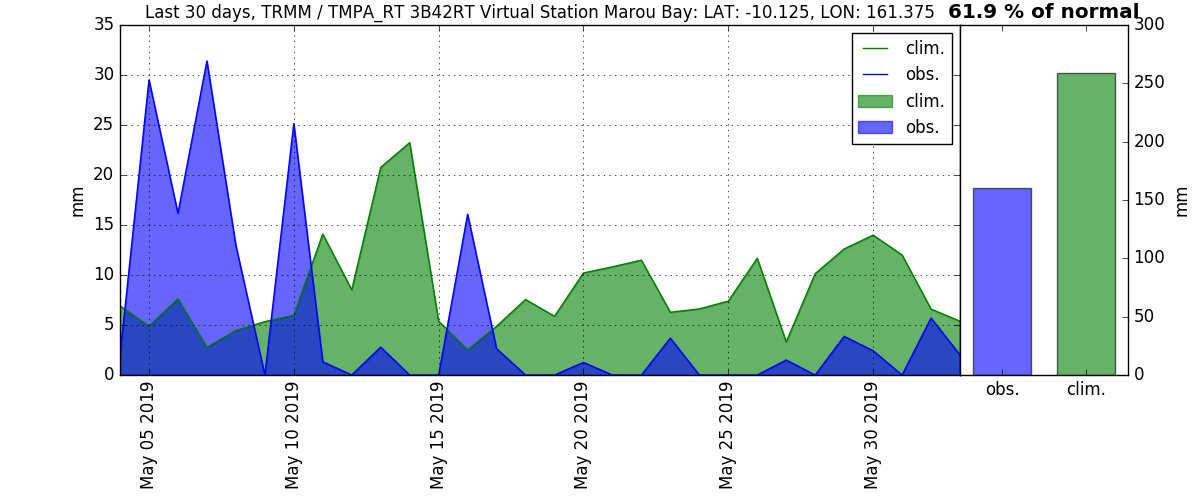 Last 30 days, TRMM / TMPA_RT 3B42RT Virtual Station Marou Bay: LAT: -10.125, LON: 161.375
61.9 % of normal
35
30
25
20
15
10
5
0
mm
clim.
obs.
clim.
obs.
May 05 2019
May 10 2019
May 15 2019
May 20 2019
May 25 2019
May 30 2019
300
250
200
150
100
50
0
mm
obs.
clim.